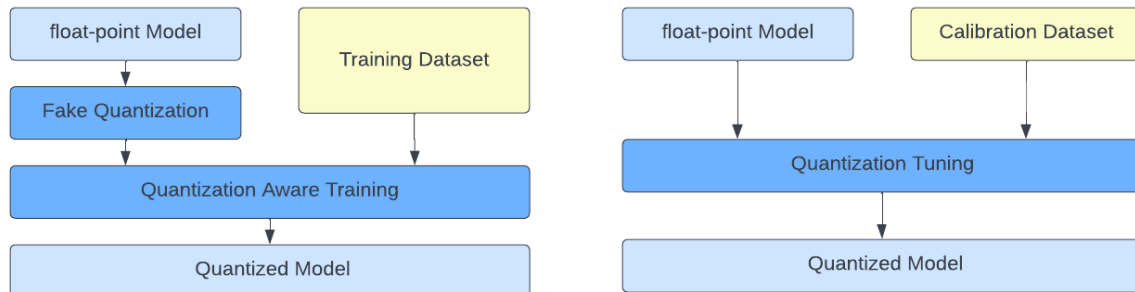 float-point Model
Training Dataset
Fake Quantization
Quantization Aware Training
Quantized Model
float-point Model
Calibration Dataset
Quantization Tuning
Quantized Model